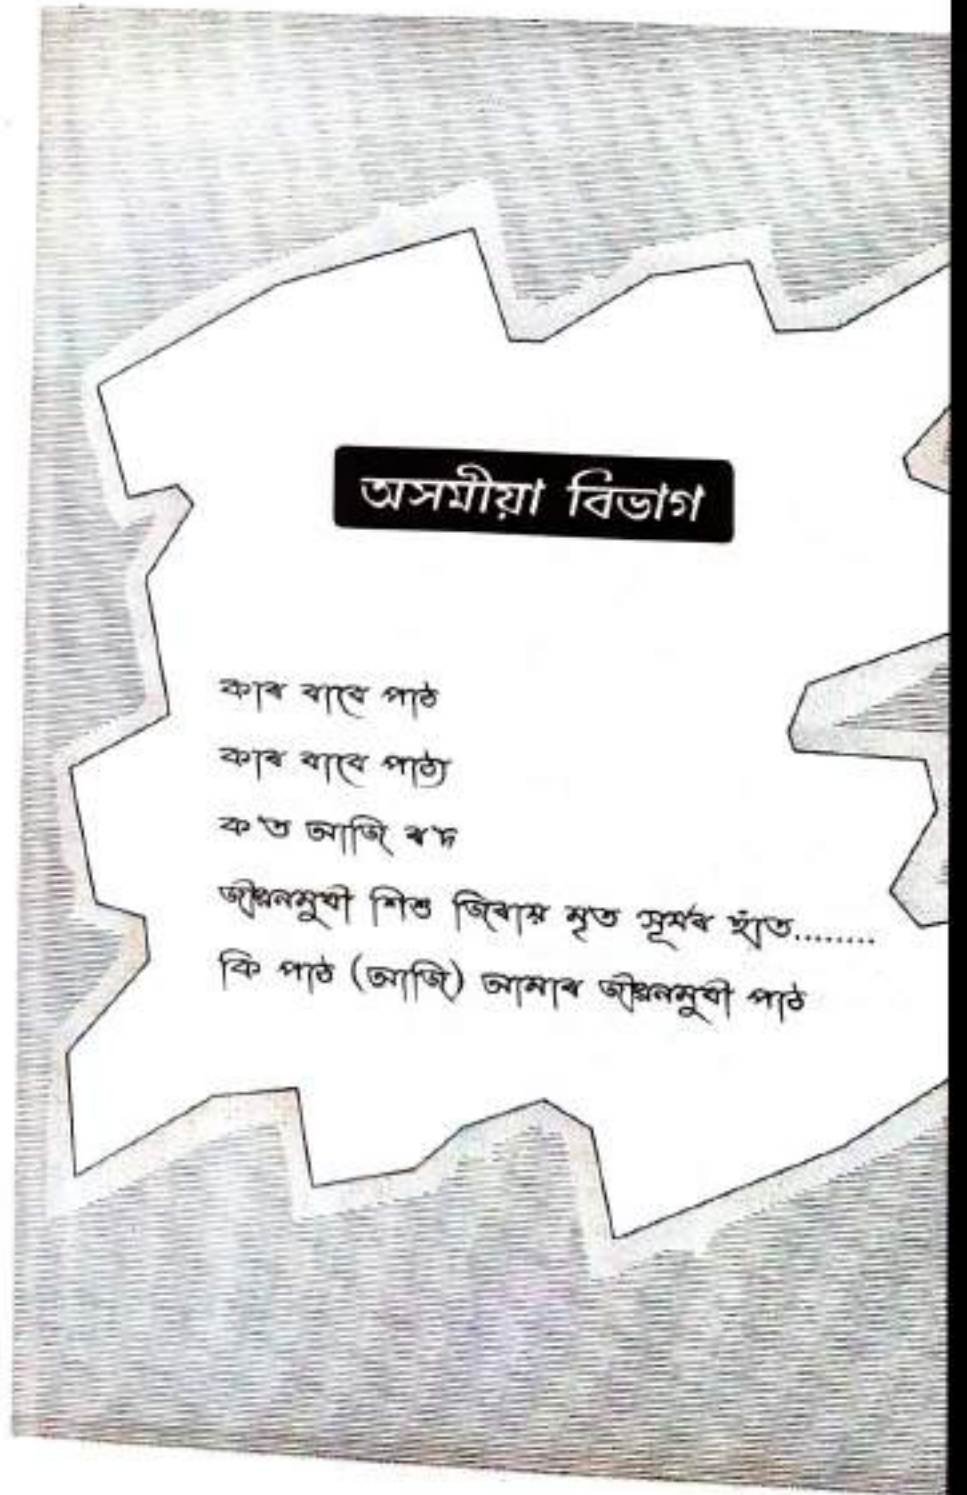 অসমীয়া বিভাগ
কাৰ বাবে পাঠ
কাৰ বাবে পাঠ্য
ক'ত আজি ৰ'দ
জীৱনমুখী শিশু জিৰায় মৃত সূৰ্যৰ ছাঁত........
কি পাঠ (আজি) আমাৰ জীৱনমুখী পাঠ